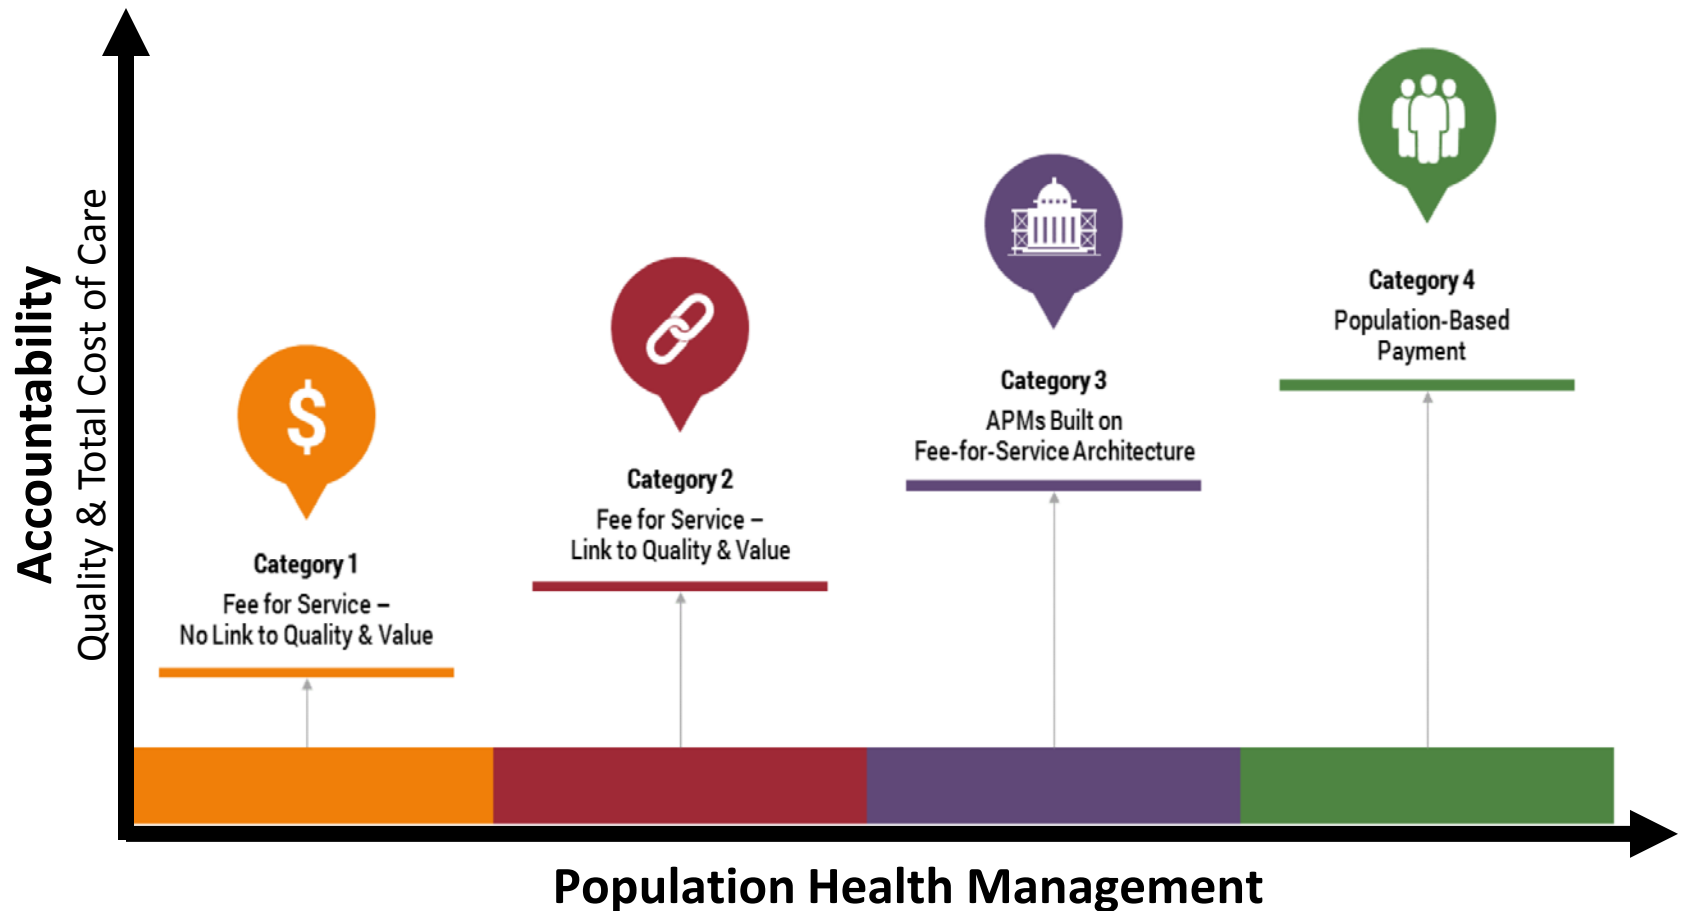 Accountability
Quality & Total Cost of Care
$
Category 1
Fee for Service –
No Link to Quality & Value
Category 2
Fee for Service –
Link to Quality & Value
Category 3
APMs Built on
Fee-for-Service Architecture
Category 4
Population-Based
Payment
Population Health Management